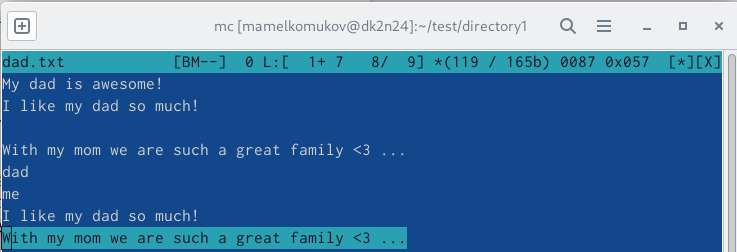 mc [mamelkomukov@dk2n24]:~/test/directory1
dad.txt [BM--] 0 L:[ 1+ 7 8/ 9] *(119 / 165b) 0087 0x057 [*][X]
My dad is awesome!
I like my dad so much!
With my mom we are such a great family <3 ...
dad
me
I like my dad so much!
With my mom we are such a great family <3 ...